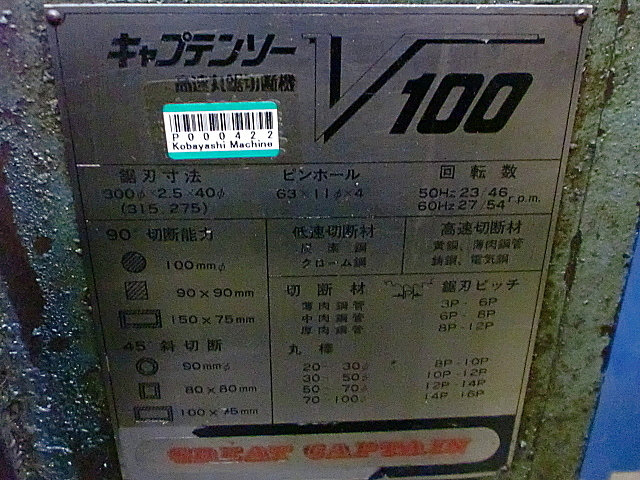 キャプテンソー V100
高速丸鋸切断機
P000422
Kobayashi Machine
鋸刃寸法 ピンホール 回転数
300φ×2.5×40φ 63×11φ×4 50Hz 23/46 r.p.m.
(315,275) 60Hz 27/54
90°切断能力 低速切断材 高速切断材
炭素鋼 黄銅、薄肉鋼管
100mmφ クローム鋼 鋳鋼、電気銅
90×90mm 切断材 鋸刃ピッチ
薄肉鋼管 3P-6P
150×75mm 中肉鋼管 6P-8P
厚肉鋼管 8P-12P
45°斜切断 丸棒
90mmφ 20-30φ 8P-10P
30-50φ 10P-12P
80×80mm 50-70φ 12P-14P
100×45mm 70-100φ 14P-16P
GREAT CAPTAIN